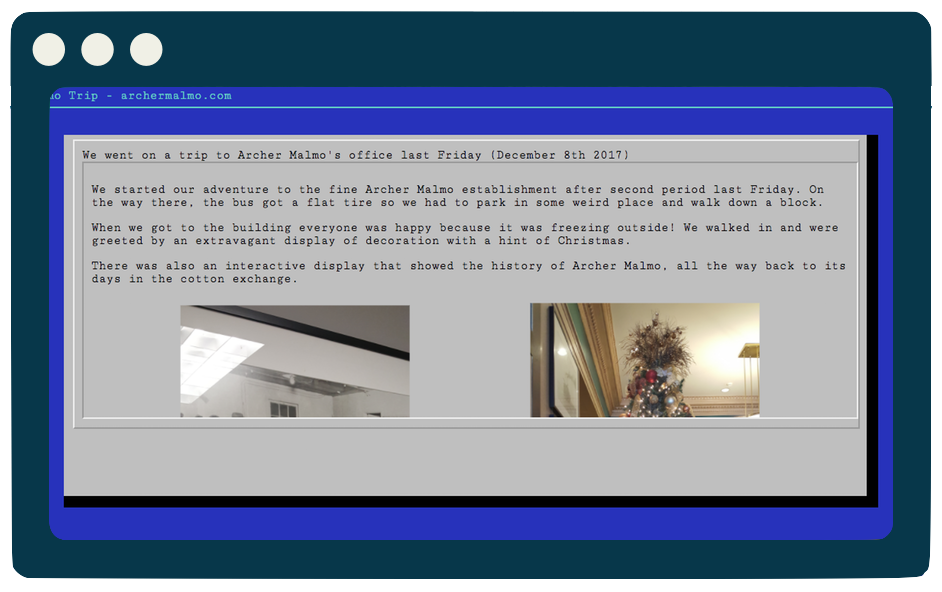 Trip - archermalmo.com
We went on a trip to Archer Malmo's office last Friday (December 8th 2017)
We started our adventure to the fine Archer Malmo establishment after second period last Friday. On
the way there, the bus got a flat tire so we had to park in some weird place and walk down a block.
When we got to the building everyone was happy because it was freezing outside! We walked in and were
greeted by an extravagant display of decoration with a hint of Christmas.
There was also an interactive display that showed the history of Archer Malmo, all the way back to its
days in the cotton exchange.